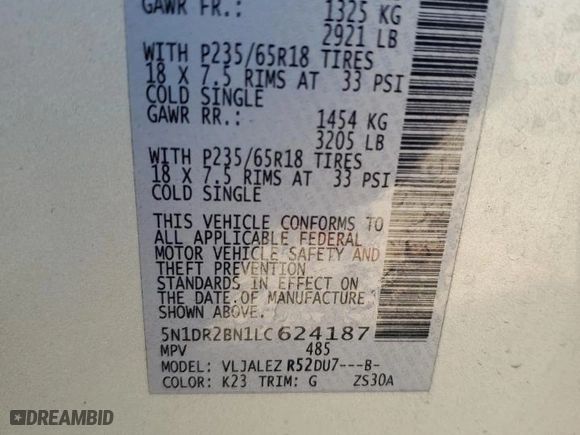 GAWR FR.: 1325 KG
2921 LB
WITH P235/65R18 TIRES
18 X 7.5 RIMS AT 33 PSI
COLD SINGLE
GAWR RR.: 1454 KG
3205 LB
WITH P235/65R18 TIRES
18 X 7.5 RIMS AT 33 PSI
COLD SINGLE
THIS VEHICLE CONFORMS TO
ALL APPLICABLE FEDERAL
MOTOR VEHICLE SAFETY AND
THEFT PREVENTION
STANDARDS IN EFFECT ON
THE DATE OF MANUFACTURE
SHOWN ABOVE.
5N1DR2BN1LC624187
MPV 485
MODEL: VLJALEZ R52DU7---B-
COLOR: K23 TRIM: G ZS30A
DREAMBID